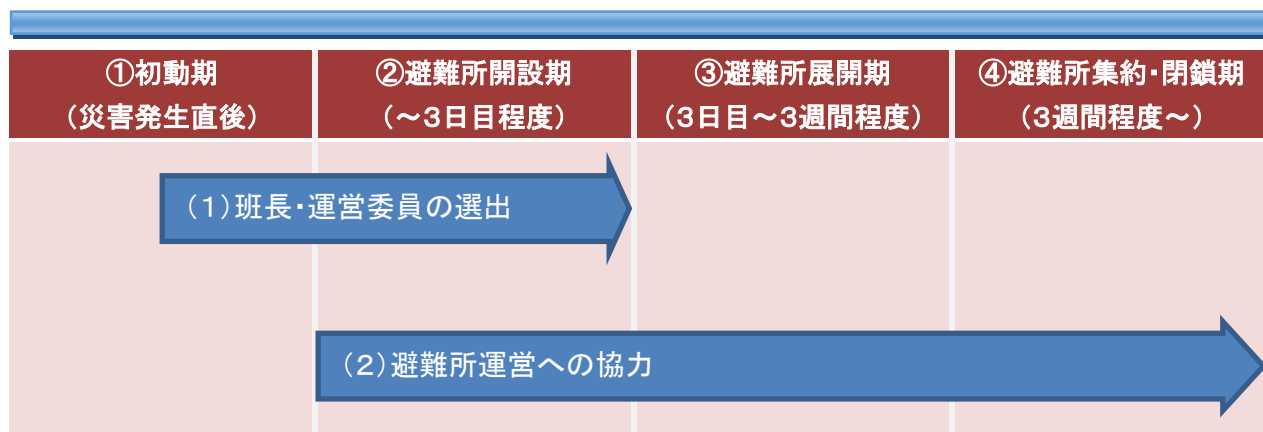 ①初動期
(災害発生直後)
②避難所開設期
(～3日目程度)
③避難所展開期
(3日目～3週間程度)
④避難所集約・閉鎖期
(3週間程度～)
(1)班長・運営委員の選出
(2)避難所運営への協力